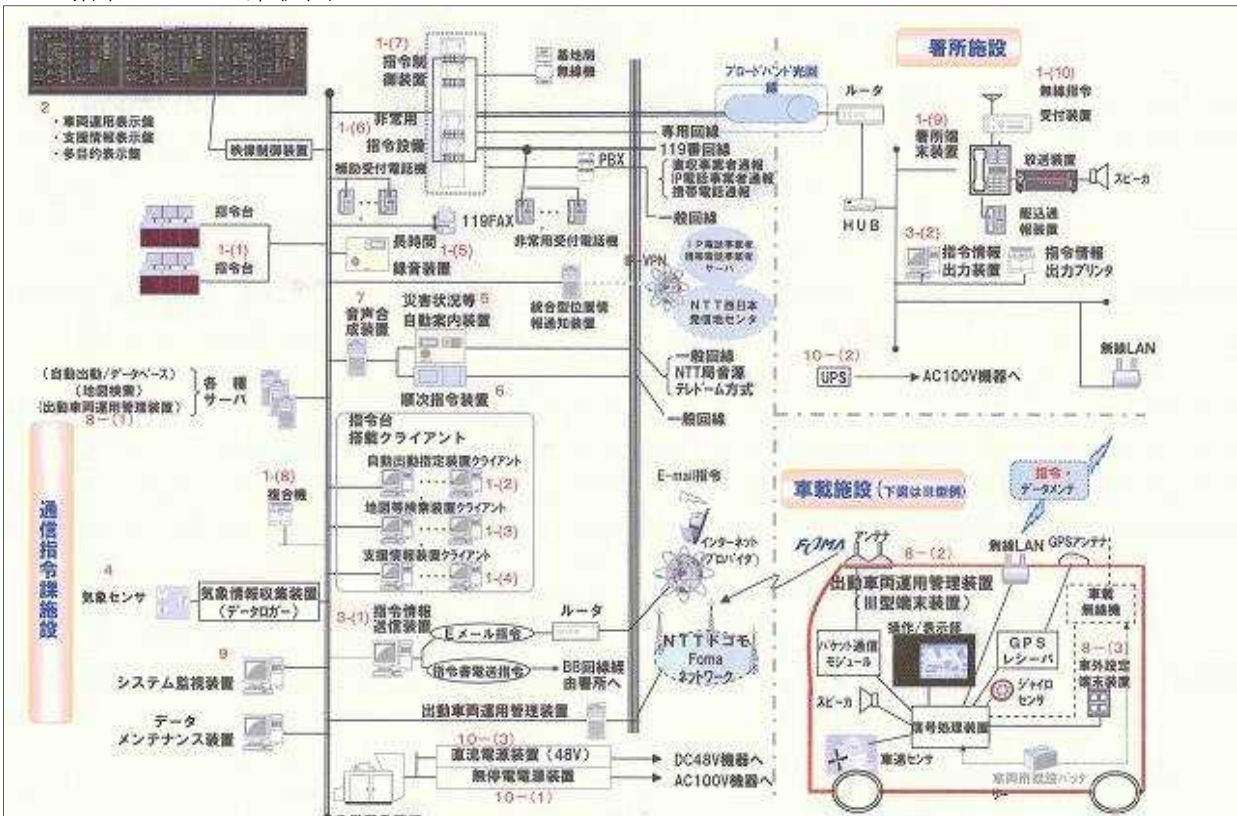 2
・車両運用表示盤
・支援情報表示盤
・多目的表示盤
映像制御装置
指令台
1-(1)
指令台
1-(7)
指令制
御装置
基地局
無線機
非常用
1-(6)
指令設備
補助受付電話機
119FAX
長時間
1-(5)
録音装置
PBX
非常用受付電話機
専用回線
119番回線
直収事業者通報
IP電話事業者通報
携帯電話通報
一般回線
ブロードバンド光回
線
ルータ
IP-VPN
IP電話事業者
携帯電話事業者
サーバ
NTT西日本
発信地センタ
統合型位置情
報通知装置
7
音声合
成装置
災害状況等 5
自動案内装置
6
順次指令装置
一般回線
NTT局音源
テレドーム方式
一般回線
(自動出動/データベース)
(地図検索)
(出動車両運用管理装置)
8-(1)
各種
サーバ
指令台
搭載クライアント
自動出動指定装置クライアント
1-(2)
地図等検索装置クライアント
1-(3)
支援情報装置クライアント
1-(4)
1-(8)
複合機
通信指令課施設
4
気象センサ
気象情報収集装置
(データロガー)
3-(1)
指令情報
送信装置
Eメール指令
指令書電送指令
ルータ
BB回線経
由署所へ
E-mail指令
インターネット
(プロバイダ)
NTTドコモ
Foma
ネットワーク
9
システム監視装置
データ
メンテナンス装置
出動車両運用管理装置
10-(3)
直流電源装置(48V)
DC48V機器へ
無停電電源装置
AC100V機器へ
10-(1)
署所施設
1-(10)
無線指令
受付装置
1-(9)
署所端
末装置
放送装置
スピーカ
駆込通
報装置
HUB
3-(2)
指令情報
出力装置
指令情報
出力プリンタ
無線LAN
10-(2)
UPS
AC100V機器へ
車載施設(下図はⅢ型例)
指令・
データメンテ
FOMA
アンテナ
8-(2)
無線LAN
GPSアンテナ
出動車両運用管理装置
(Ⅲ型端末装置)
操作/表示部
車載
無線機
パケット通信
モジュール
GPS
レシーバ
8-(3)
車外設定
端末装置
ジャイロ
センサ
スピーカ
信号処理装置
車速センサ